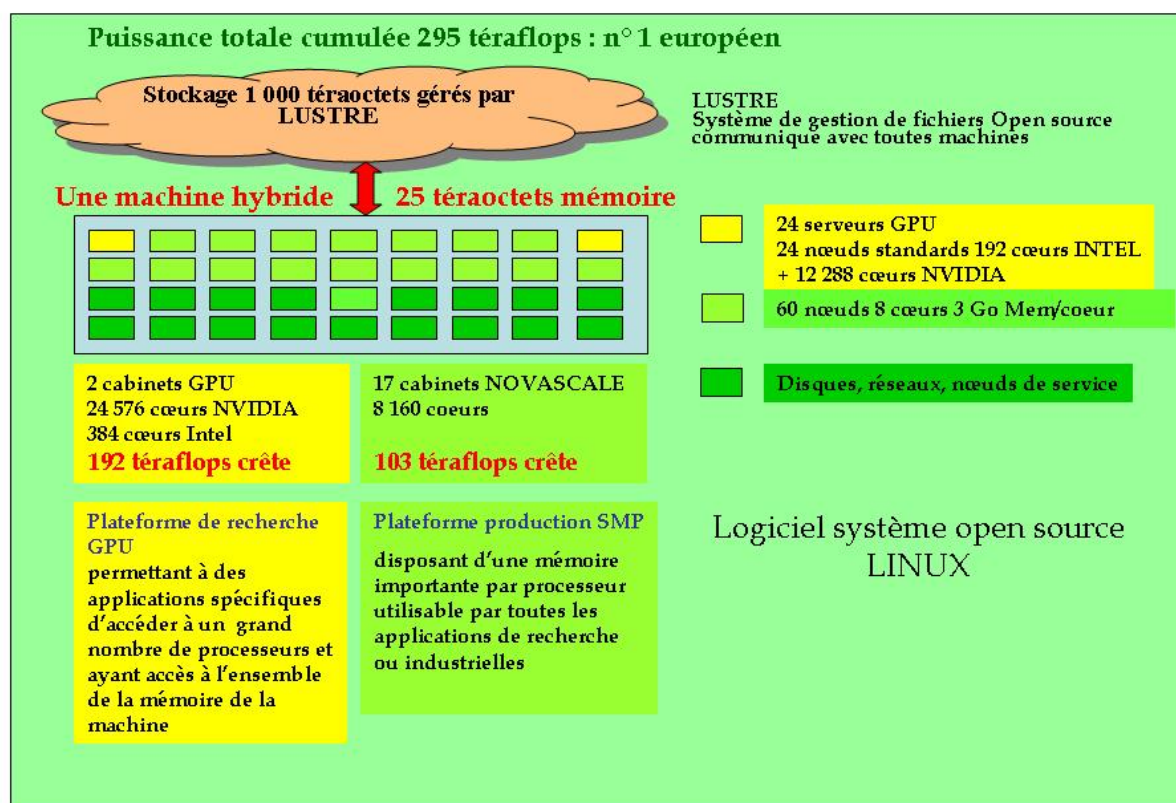 Puissance totale cumulée 295 téraflops : n° 1 européen
Stockage 1 000 téraoctets gérés par
LUSTRE
LUSTRE
Système de gestion de fichiers Open source
communique avec toutes machines
Une machine hybride
25 téraoctets mémoire
24 serveurs GPU
24 nœuds standards 192 cœurs INTEL
+ 12 288 cœurs NVIDIA
60 nœuds 8 cœurs 3 Go Mem/coeur
Disques, réseaux, nœuds de service
2 cabinets GPU
24 576 cœurs NVIDIA
384 cœurs Intel
192 téraflops crête
17 cabinets NOVASCALE
8 160 coeurs
103 téraflops crête
Plateforme de recherche
GPU
permettant à des
applications spécifiques
d'accéder à un grand
nombre de processeurs et
ayant accès à l'ensemble
de la mémoire de la
machine
Plateforme production SMP
disposant d'une mémoire
importante par processeur
utilisable par toutes les
applications de recherche
ou industrielles
Logiciel système open source
LINUX